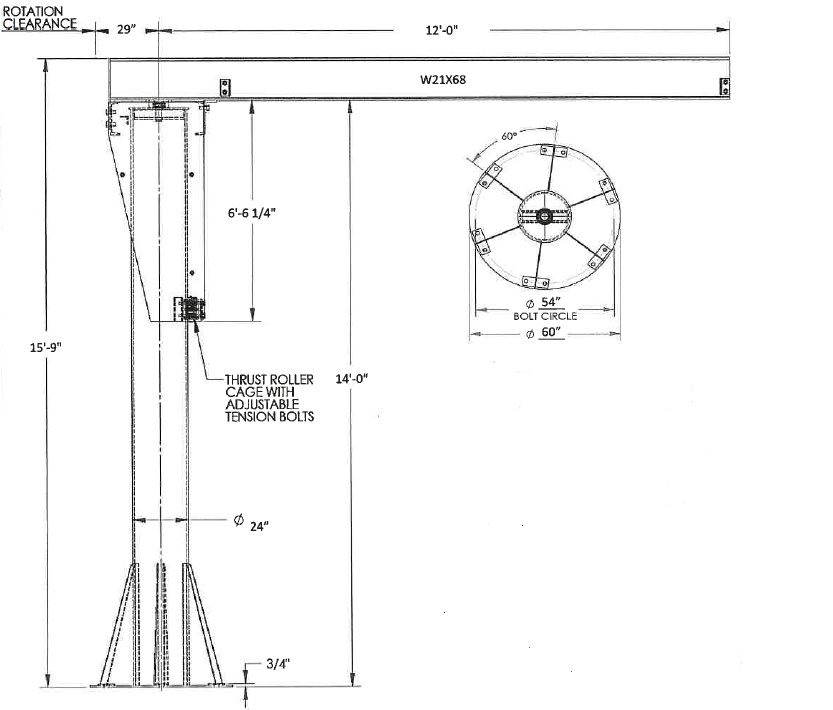 ROTATION
CLEARANCE
29"
12'-0"
W21X68
60°
6'-6 1/4"
Ø 54"
BOLT CIRCLE
Ø 60"
15'-9"
THRUST ROLLER
CAGE WITH
ADJUSTABLE
TENSION BOLTS
14'-0"
Ø 24"
3/4"